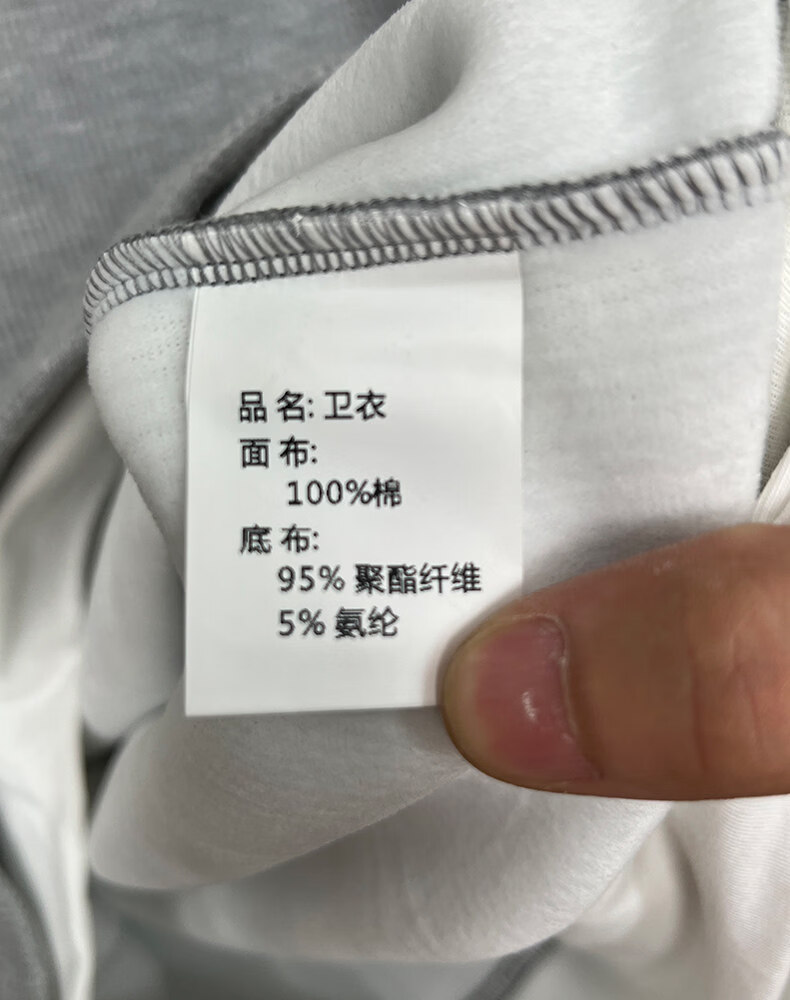 品名: 卫衣
面布:
100%棉
底布:
95% 聚酯纤维
5% 氨纶